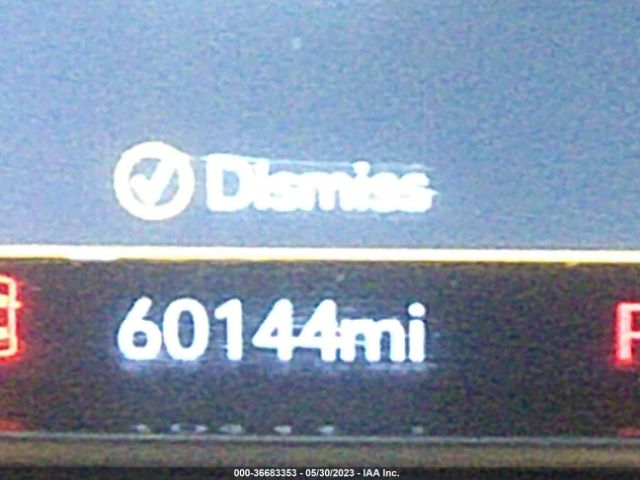 Dismiss
60144mi
000-36683353 - 05/30/2023 - IAA Inc.